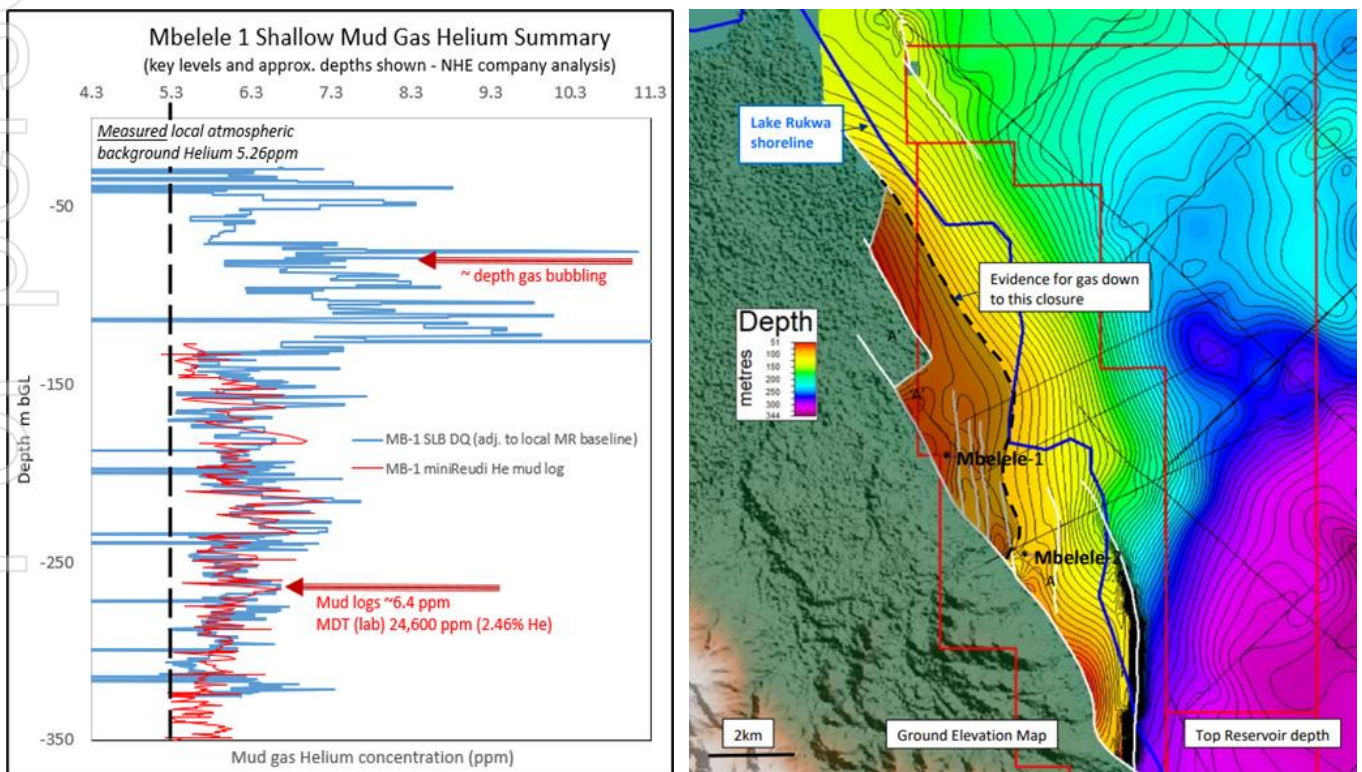 Mbelele 1 Shallow Mud Gas Helium Summary
(key levels and approx. depths shown - NHE company analysis)
4.3 5.3 6.3 7.3 8.3 9.3 10.3 11.3
Measured local atmospheric
background Helium 5.26ppm
-50
~ depth gas bubbling
-150
MB-1 SLB DQ (adj. to local MR baseline)
MB-1 miniReudi He mud log
Depth m bGL
-250
Mud logs ~6.4 ppm
MDT (lab) 24,600 ppm (2.46% He)
-350
Mud gas Helium concentration (ppm)
Lake Rukwa
shoreline
Evidence for gas down
to this closure
Depth
metres
51
100
150
200
250
300
344
A
A
* Mbelele-1
* Mbelele-2
A
2km
Ground Elevation Map
Top Reservoir depth